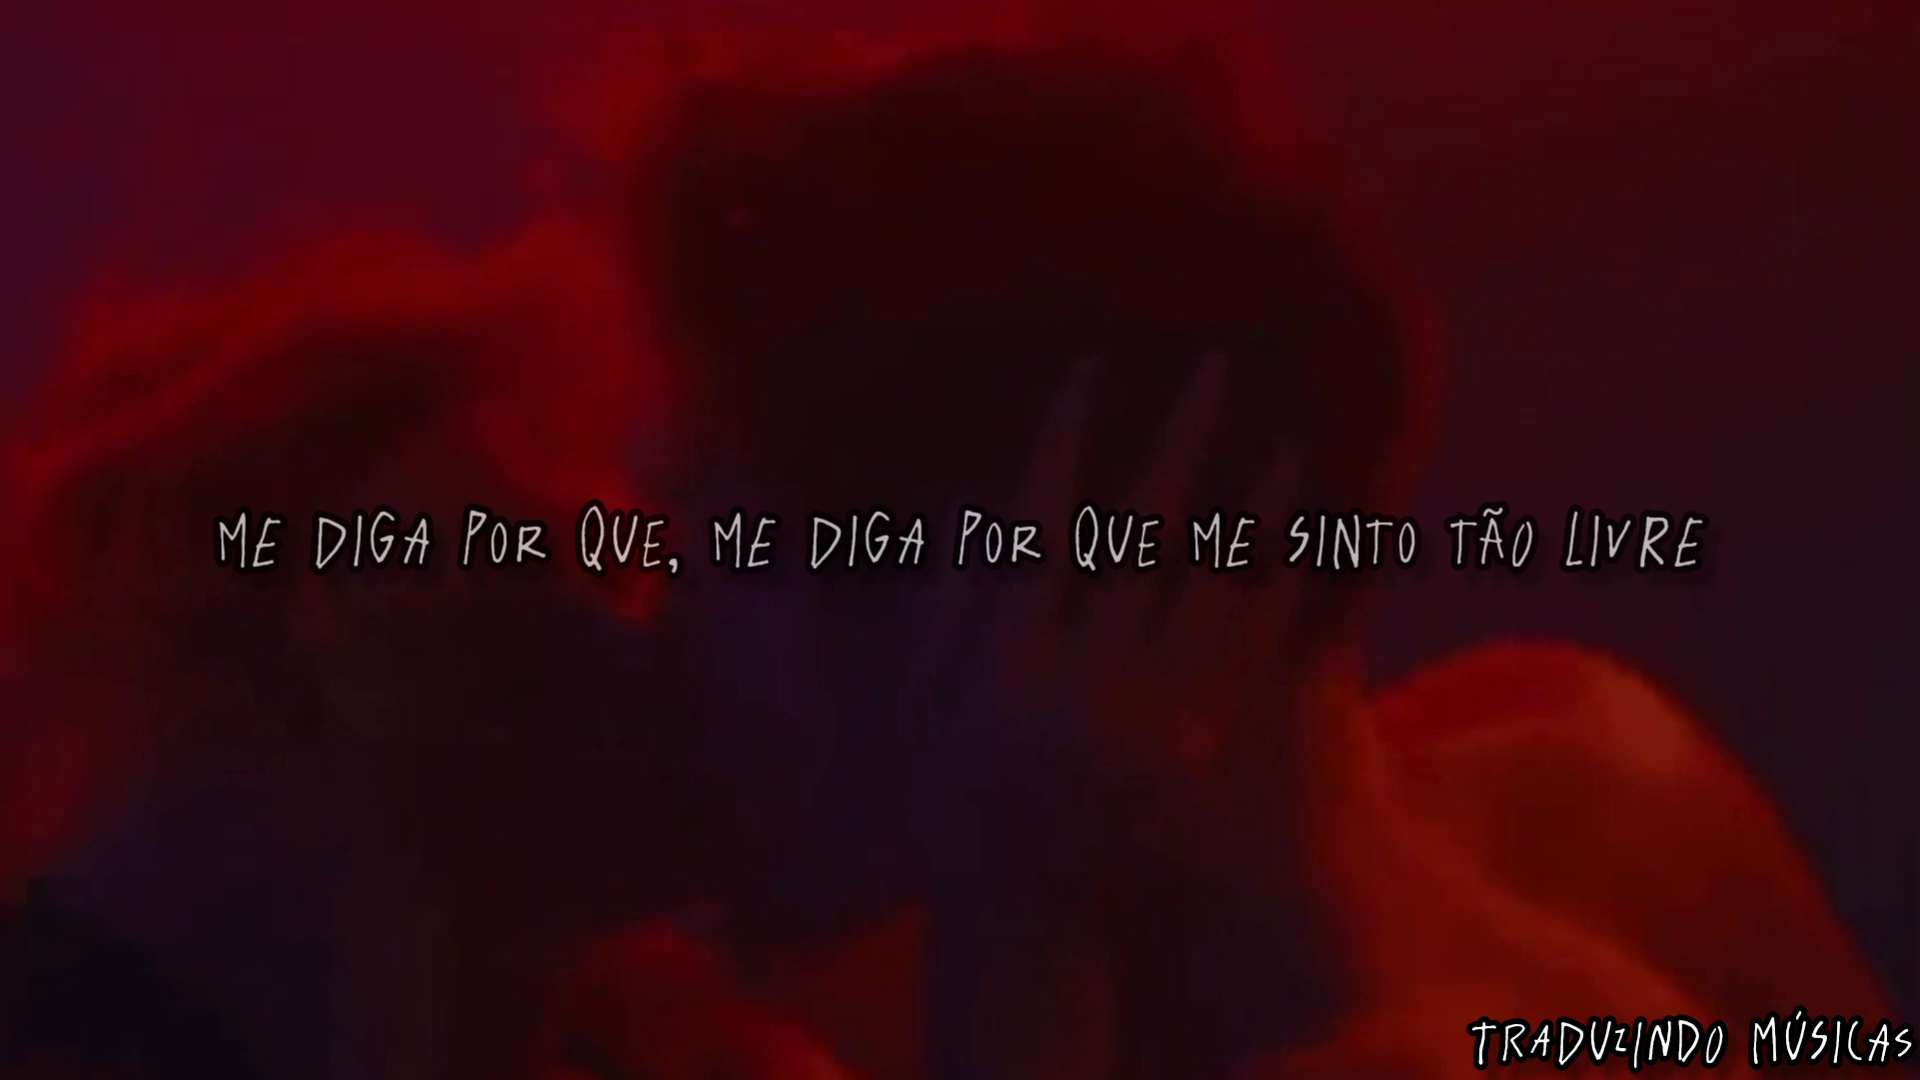 ME DIGA POR QUE, ME DIGA POR QUE ME SINTO TÃO LIVRE
TRADUZINDO MÚSICAS